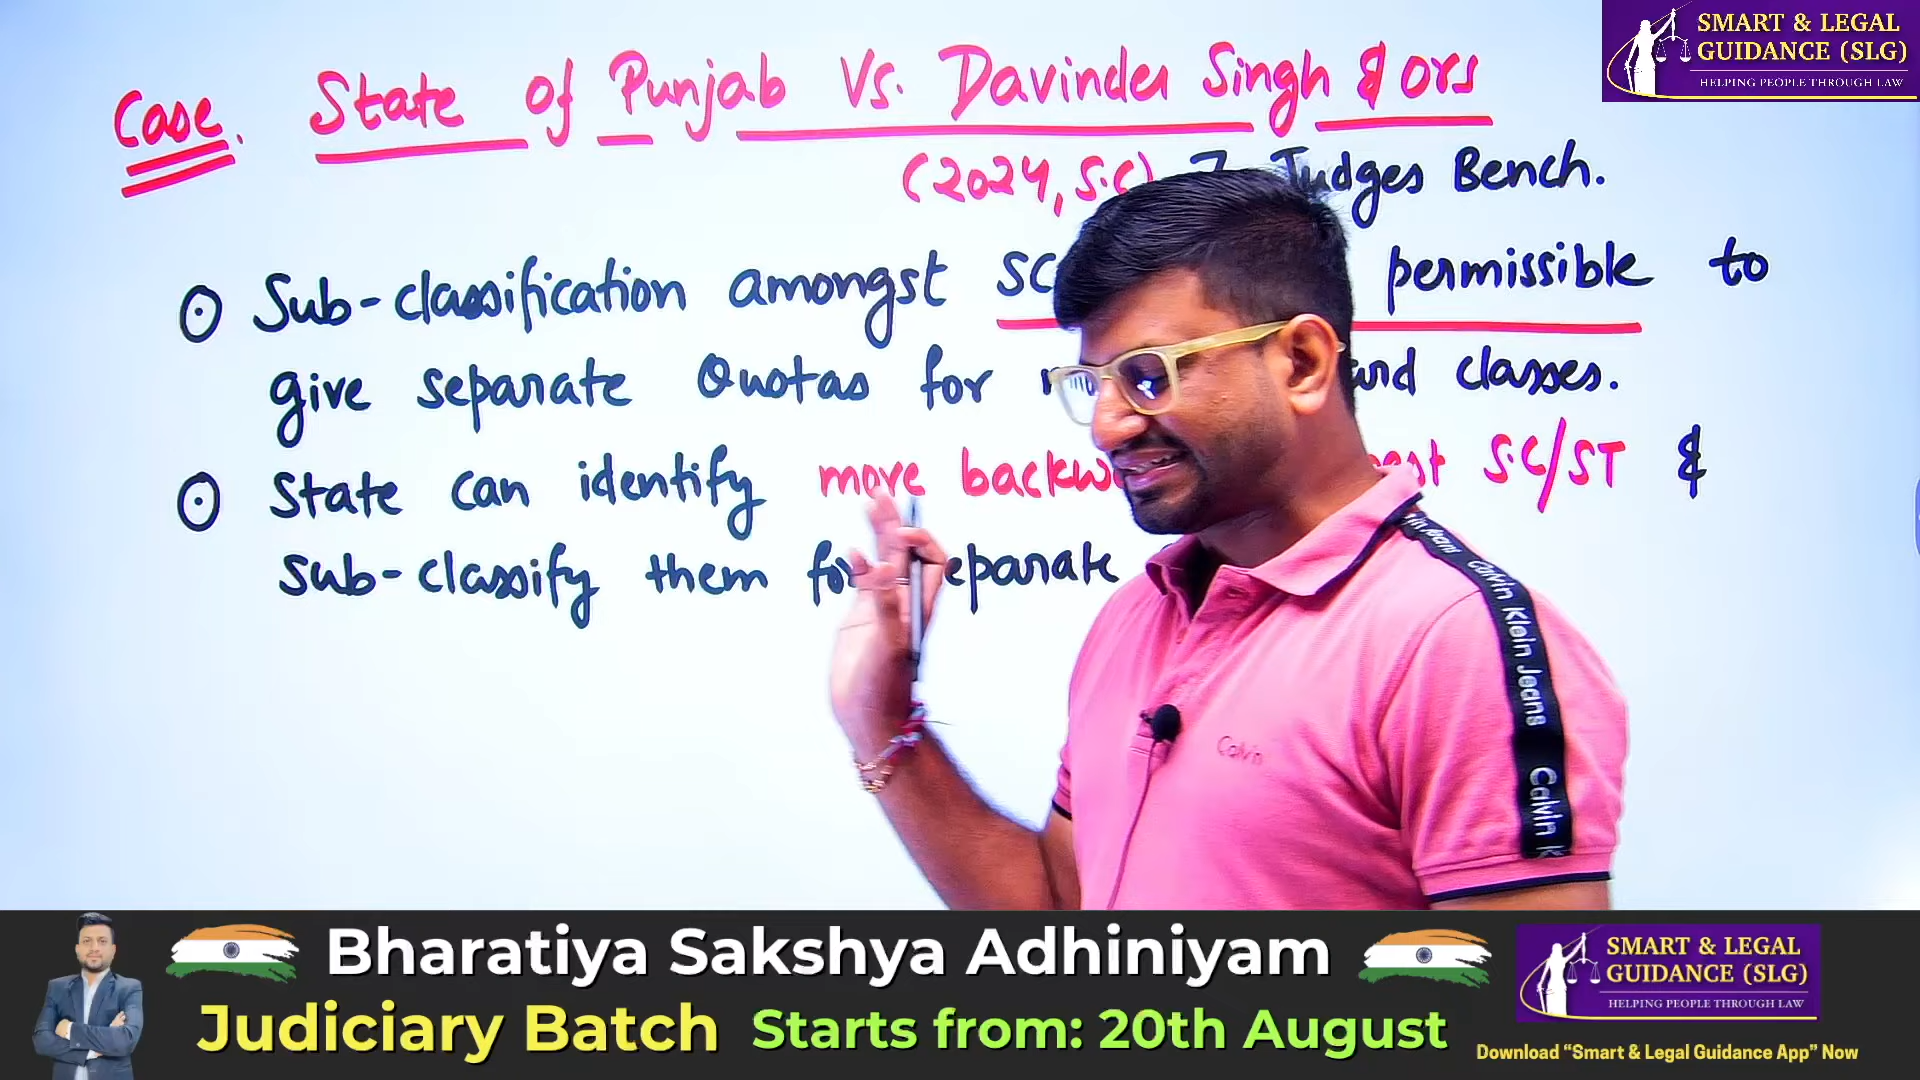 SMART & LEGAL
GUIDANCE (SLG)
HELPING PEOPLE THROUGH LAW
Case. State of Punjab Vs. Davinder Singh & ors
(2024, S.C) 7 Judges Bench.
Sub-classification amongst SC permissible to
give separate Quotas for classes.
State can identify more S.C/ST &
sub-classify them for separate
Calvin Klein Jeans
Calvin
Calvin K
Bharatiya Sakshya Adhiniyam
Judiciary Batch Starts from: 20th August
SMART & LEGAL
GUIDANCE (SLG)
HELPING PEOPLE THROUGH LAW
Download “Smart & Legal Guidance App” Now